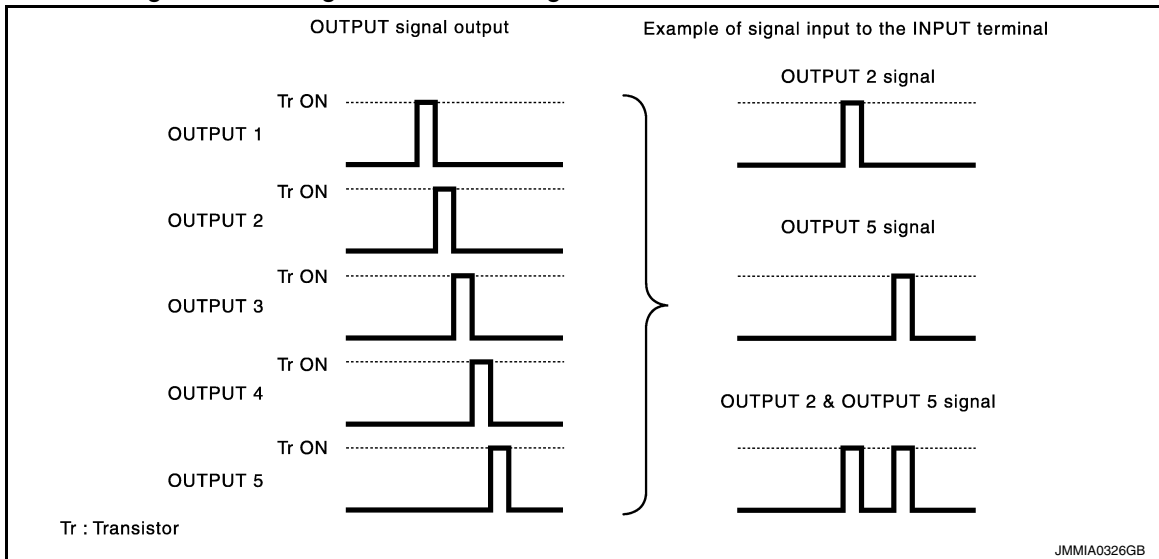 OUTPUT signal output
Example of signal input to the INPUT terminal
Tr ON
OUTPUT 1
Tr ON
OUTPUT 2
Tr ON
OUTPUT 3
Tr ON
OUTPUT 4
Tr ON
OUTPUT 5
OUTPUT 2 signal
OUTPUT 5 signal
OUTPUT 2 & OUTPUT 5 signal
Tr : Transistor
JMMIA0326GB